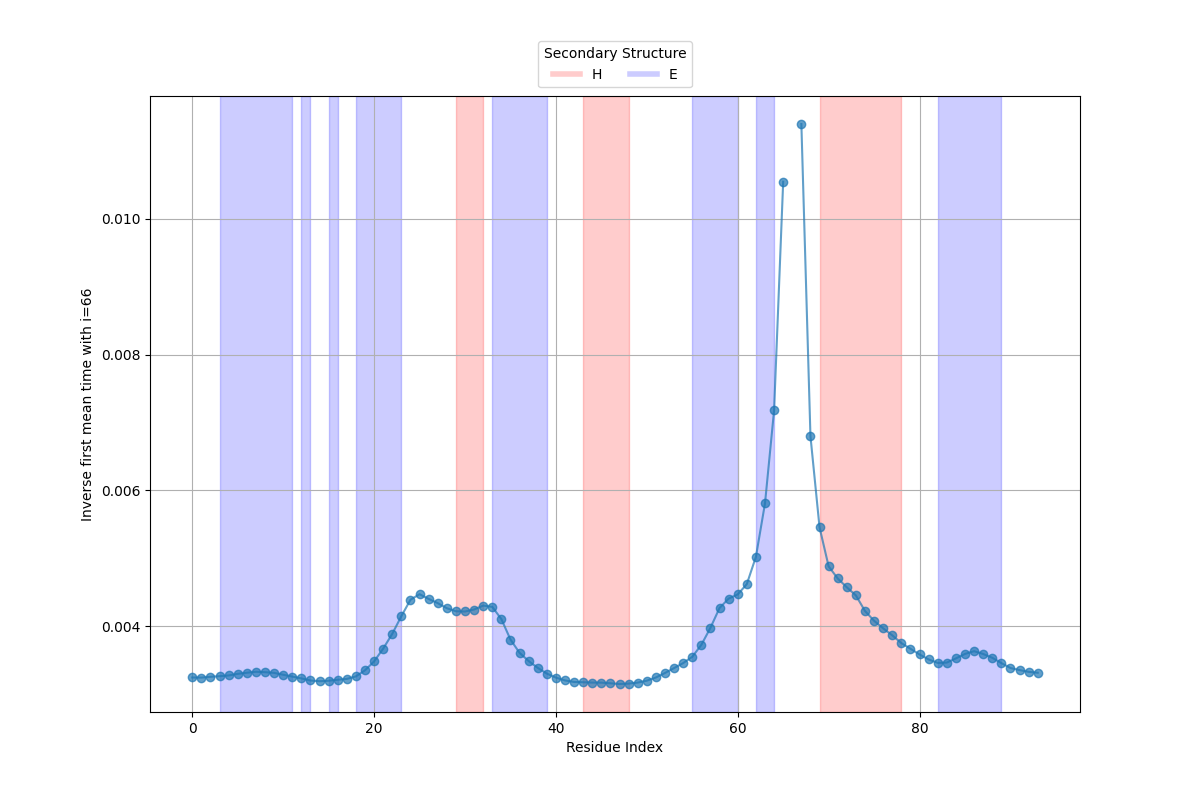 Secondary Structure
H E
0.010
0.008
0.006
0.004
Inverse first mean time with i=66
0 20 40 60 80
Residue Index